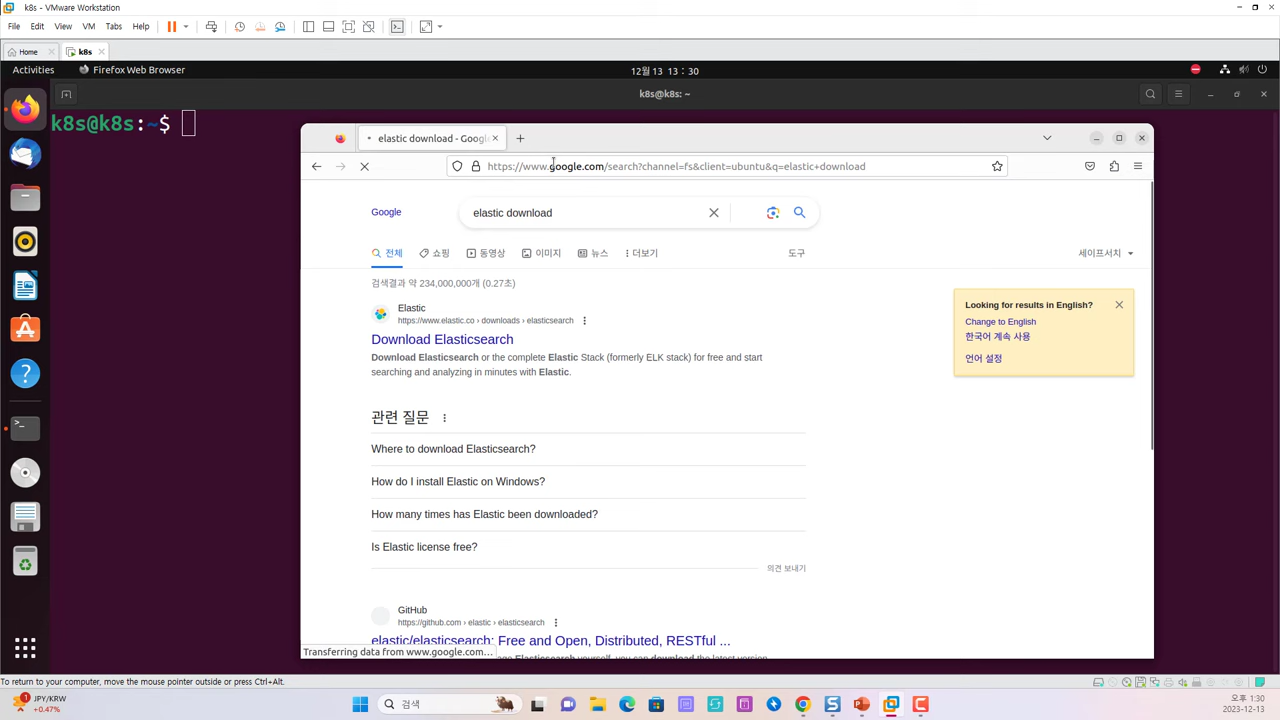 k8s - VMware Workstation
File Edit View VM Tabs Help
Home k8s
Activities Firefox Web Browser 12월 13 13 : 30
k8s@k8s: ~
k8s@k8s:~$
elastic download - Googl
https://www.google.com/search?channel=fs&client=ubuntu&q=elastic+download
Google elastic download
전체 쇼핑 동영상 이미지 뉴스 더보기 도구 세이프서치
검색결과 약 234,000,000개 (0.27초)
Looking for results in English?
Change to English
한국어 계속 사용
언어 설정
Elastic
https://www.elastic.co › downloads › elasticsearch
Download Elasticsearch
Download Elasticsearch or the complete Elastic Stack (formerly ELK stack) for free and start
searching and analyzing in minutes with Elastic.
관련 질문
Where to download Elasticsearch?
How do I install Elastic on Windows?
How many times has Elastic been downloaded?
Is Elastic license free?
의견 보내기
GitHub
https://github.com › elastic › elasticsearch
elastic/elasticsearch: Free and Open, Distributed, RESTful ...
Elasticsearch yourself, you can download the latest version
Transferring data from www.google.com...
To return to your computer, move the mouse pointer outside or press Ctrl+Alt.
JPY/KRW
+0.47%
검색
오후 1:30
2023-12-13